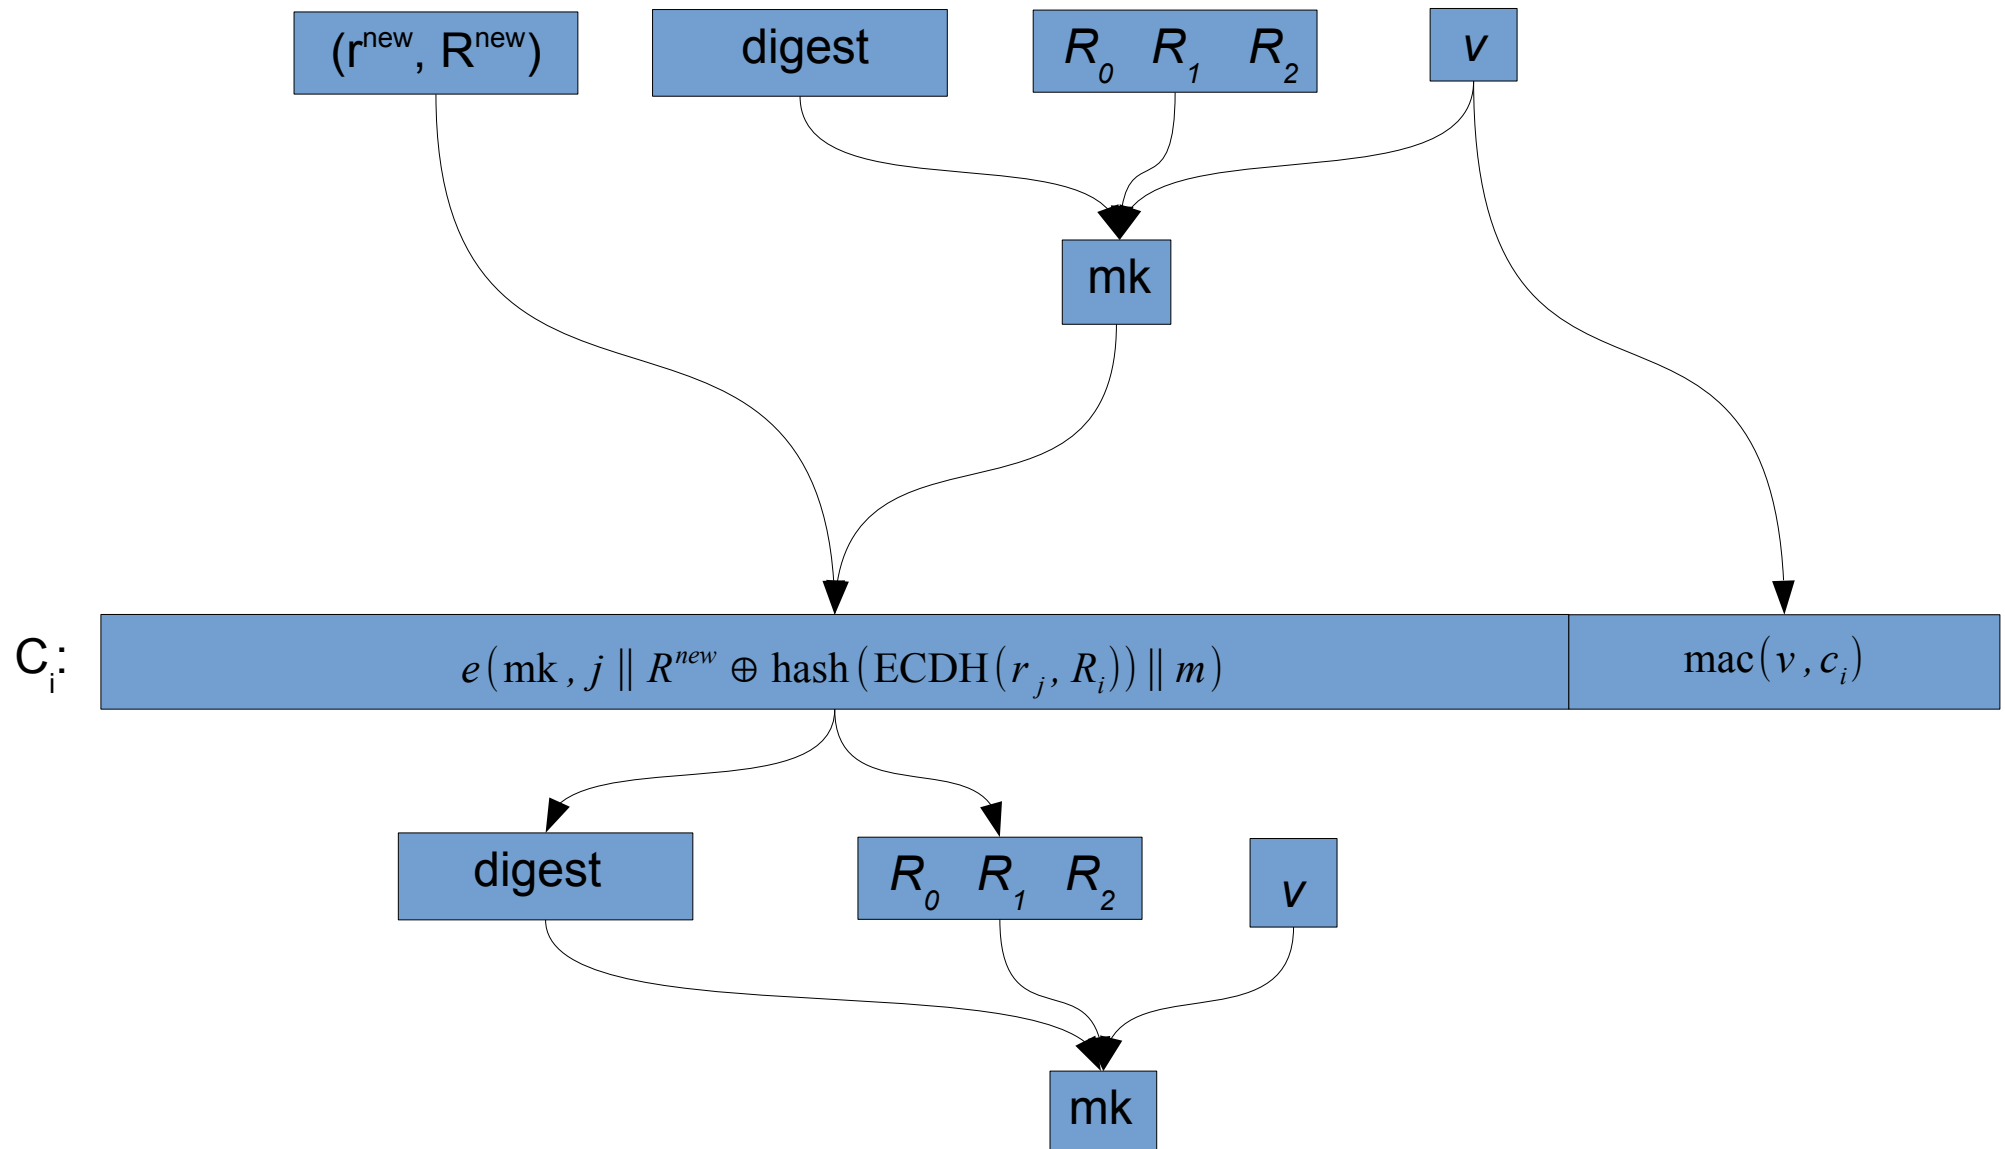 (r^new, R^new) digest R_0 R_1 R_2 v
mk
C_i: e(mk, j || R^new ⊕ hash(ECDH(r_j, R_i)) || m) mac(v, c_i)
digest R_0 R_1 R_2 v
mk